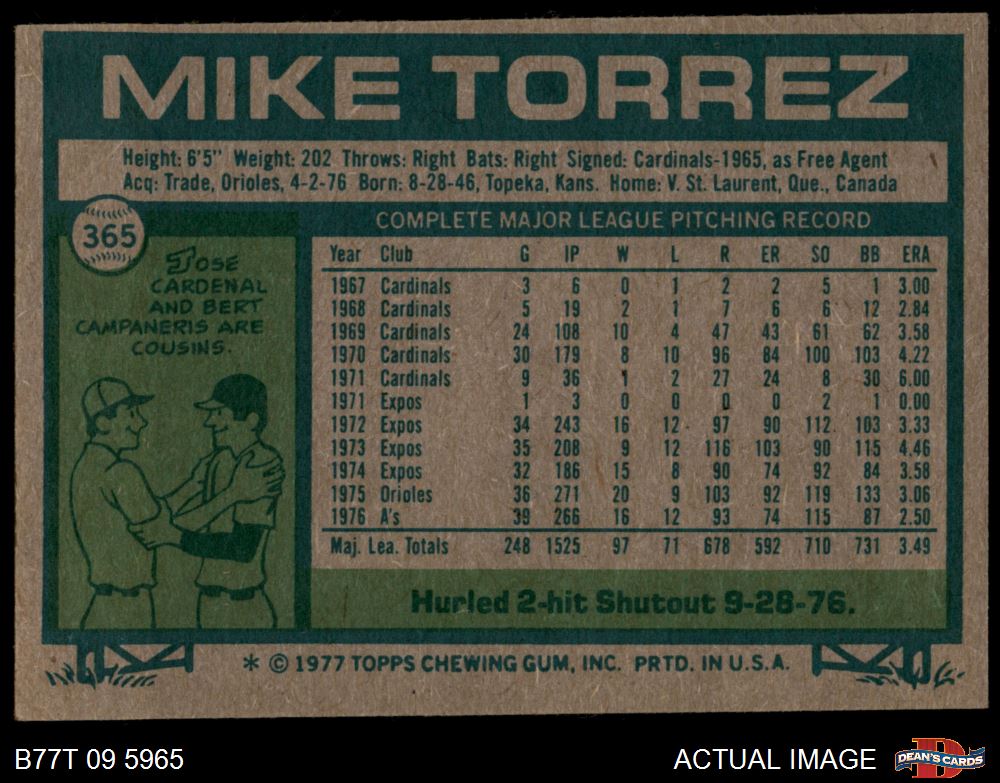 MIKE TORREZ
Height: 6'5" Weight: 202 Throws: Right Bats: Right Signed: Cardinals-1965, as Free Agent
Acq: Trade, Orioles, 4-2-76 Born: 8-28-46, Topeka, Kans. Home: V. St. Laurent, Que., Canada
365
JOSE
CARDENAL
AND BERT
CAMPANERIS ARE
COUSINS.
COMPLETE MAJOR LEAGUE PITCHING RECORD
Year Club G IP W L R ER SO BB ERA
1967 Cardinals 3 6 0 1 2 2 5 1 3.00
1968 Cardinals 5 19 2 1 7 6 6 12 2.84
1969 Cardinals 24 108 10 4 47 43 61 62 3.58
1970 Cardinals 30 179 8 10 96 84 100 103 4.22
1971 Cardinals 9 36 1 2 27 24 8 30 6.00
1971 Expos 1 3 0 0 0 0 2 1 0.00
1972 Expos 34 243 16 12 97 90 112 103 3.33
1973 Expos 35 208 9 12 116 103 90 115 4.46
1974 Expos 32 186 15 8 90 74 92 84 3.58
1975 Orioles 36 271 20 9 103 92 119 133 3.06
1976 A's 39 266 16 12 93 74 115 87 2.50
Maj. Lea. Totals 248 1525 97 71 678 592 710 731 3.49
Hurled 2-hit Shutout 9-28-76.
* © 1977 TOPPS CHEWING GUM, INC. PRTD. IN U.S.A.
B77T 09 5965
ACTUAL IMAGE
D
DEAN'S CARDS